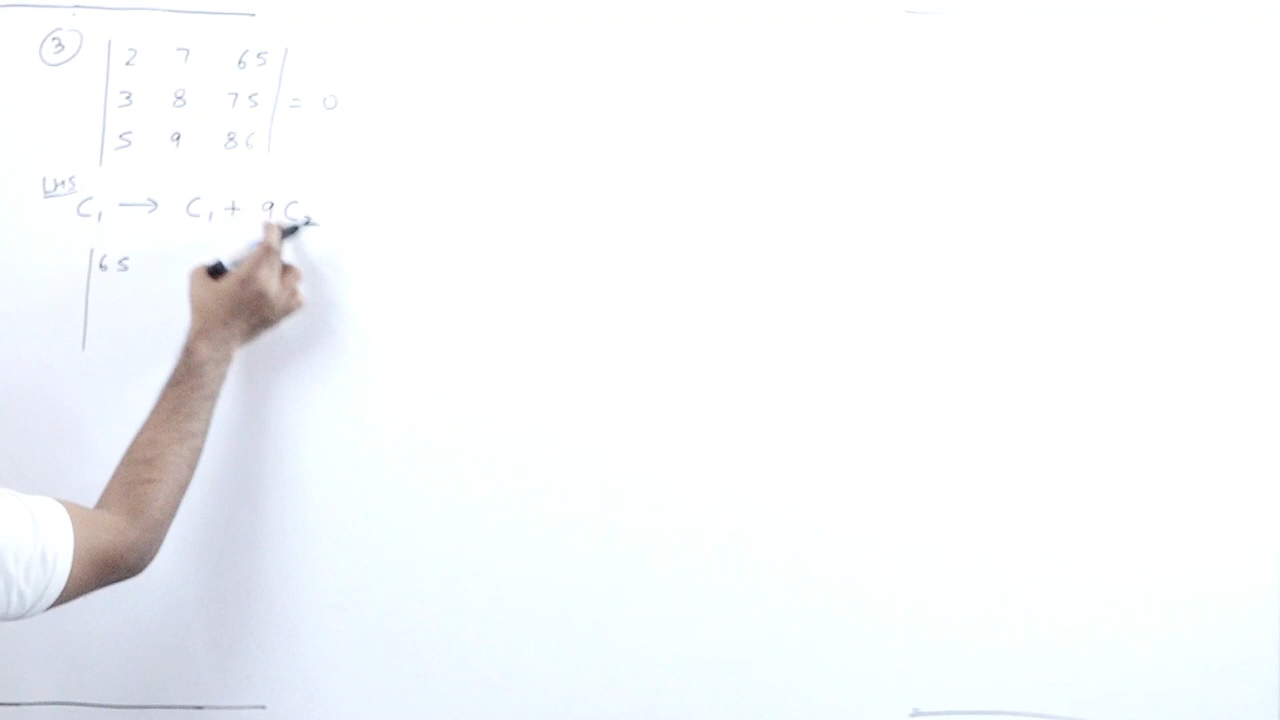 ③ | 2 7 65 |
| 3 8 75 | = 0
| 5 9 86 |
LHS
C₁ → C₁ + 9C₂
| 65